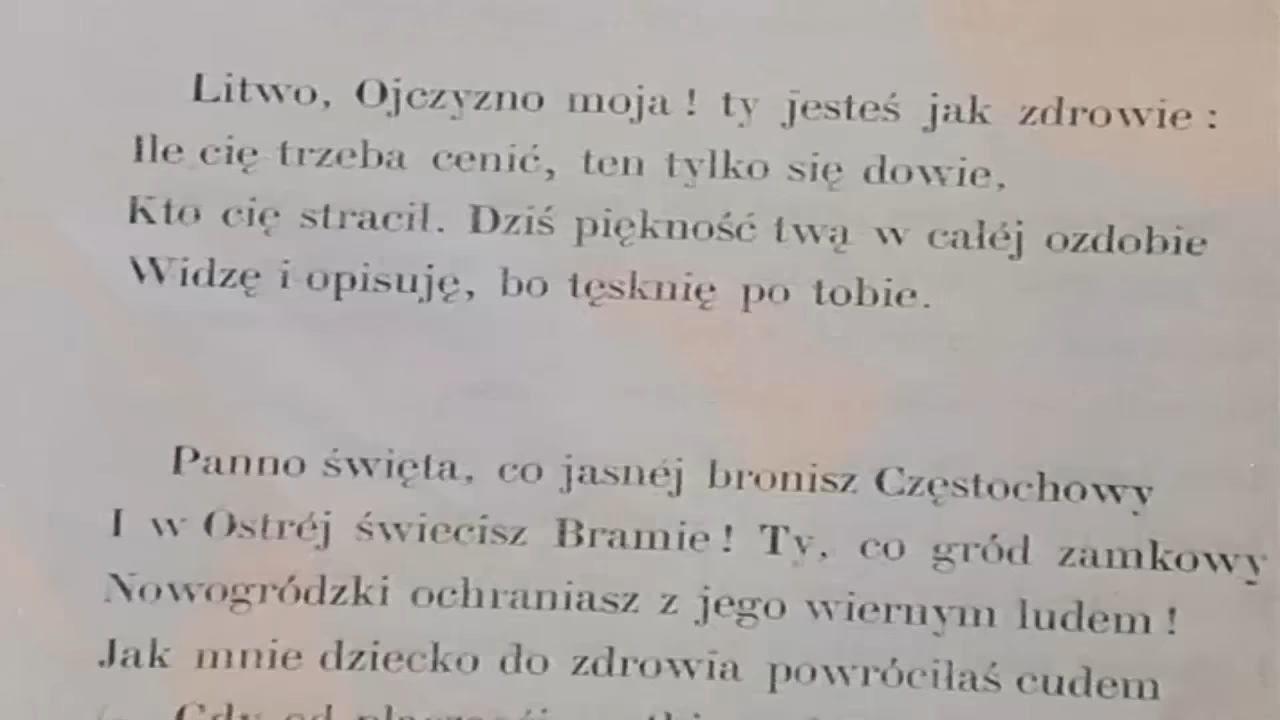 Litwo, Ojczyzno moja ! ty jesteś jak zdrowie :
Ile cię trzeba cenić, ten tylko się dowie,
Kto cię stracił. Dziś piękność twą w całéj ozdobie
Widzę i opisuję, bo tęsknię po tobie.
Panno święta, co jasnéj bronisz Częstochowy
I w Ostréj świecisz Bramie ! Ty, co gród zamkowy
Nowogródzki ochraniasz z jego wiernym ludem !
Jak mnie dziecko do zdrowia powróciłaś cudem